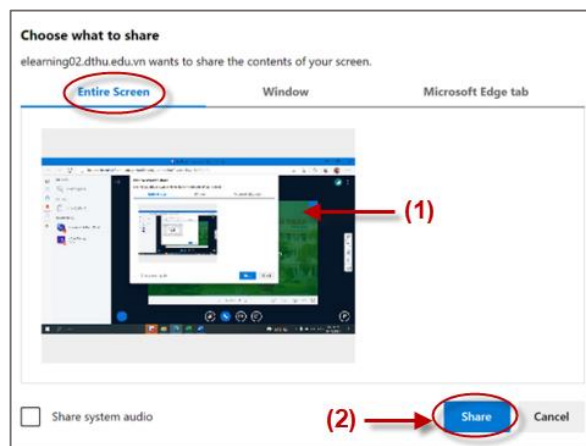 Choose what to share
elearning02.dthu.edu.vn wants to share the contents of your screen.
Entire Screen
Window
Microsoft Edge tab
(1)
Share system audio
(2)
Share
Cancel